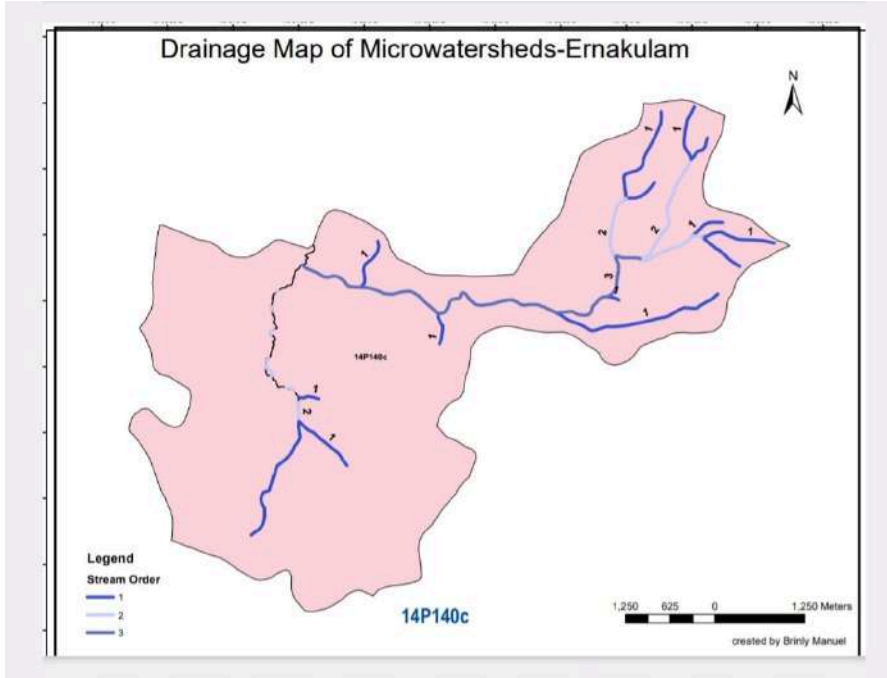 Drainage Map of Microwatersheds-Ernakulam
N
1
1
1
1
2
2
1
3
1
1
1
14P140c
1
2
1
Legend
Stream Order
1
2
3
14P140c
1,250 625 0 1,250 Meters
created by Brinly Manuel